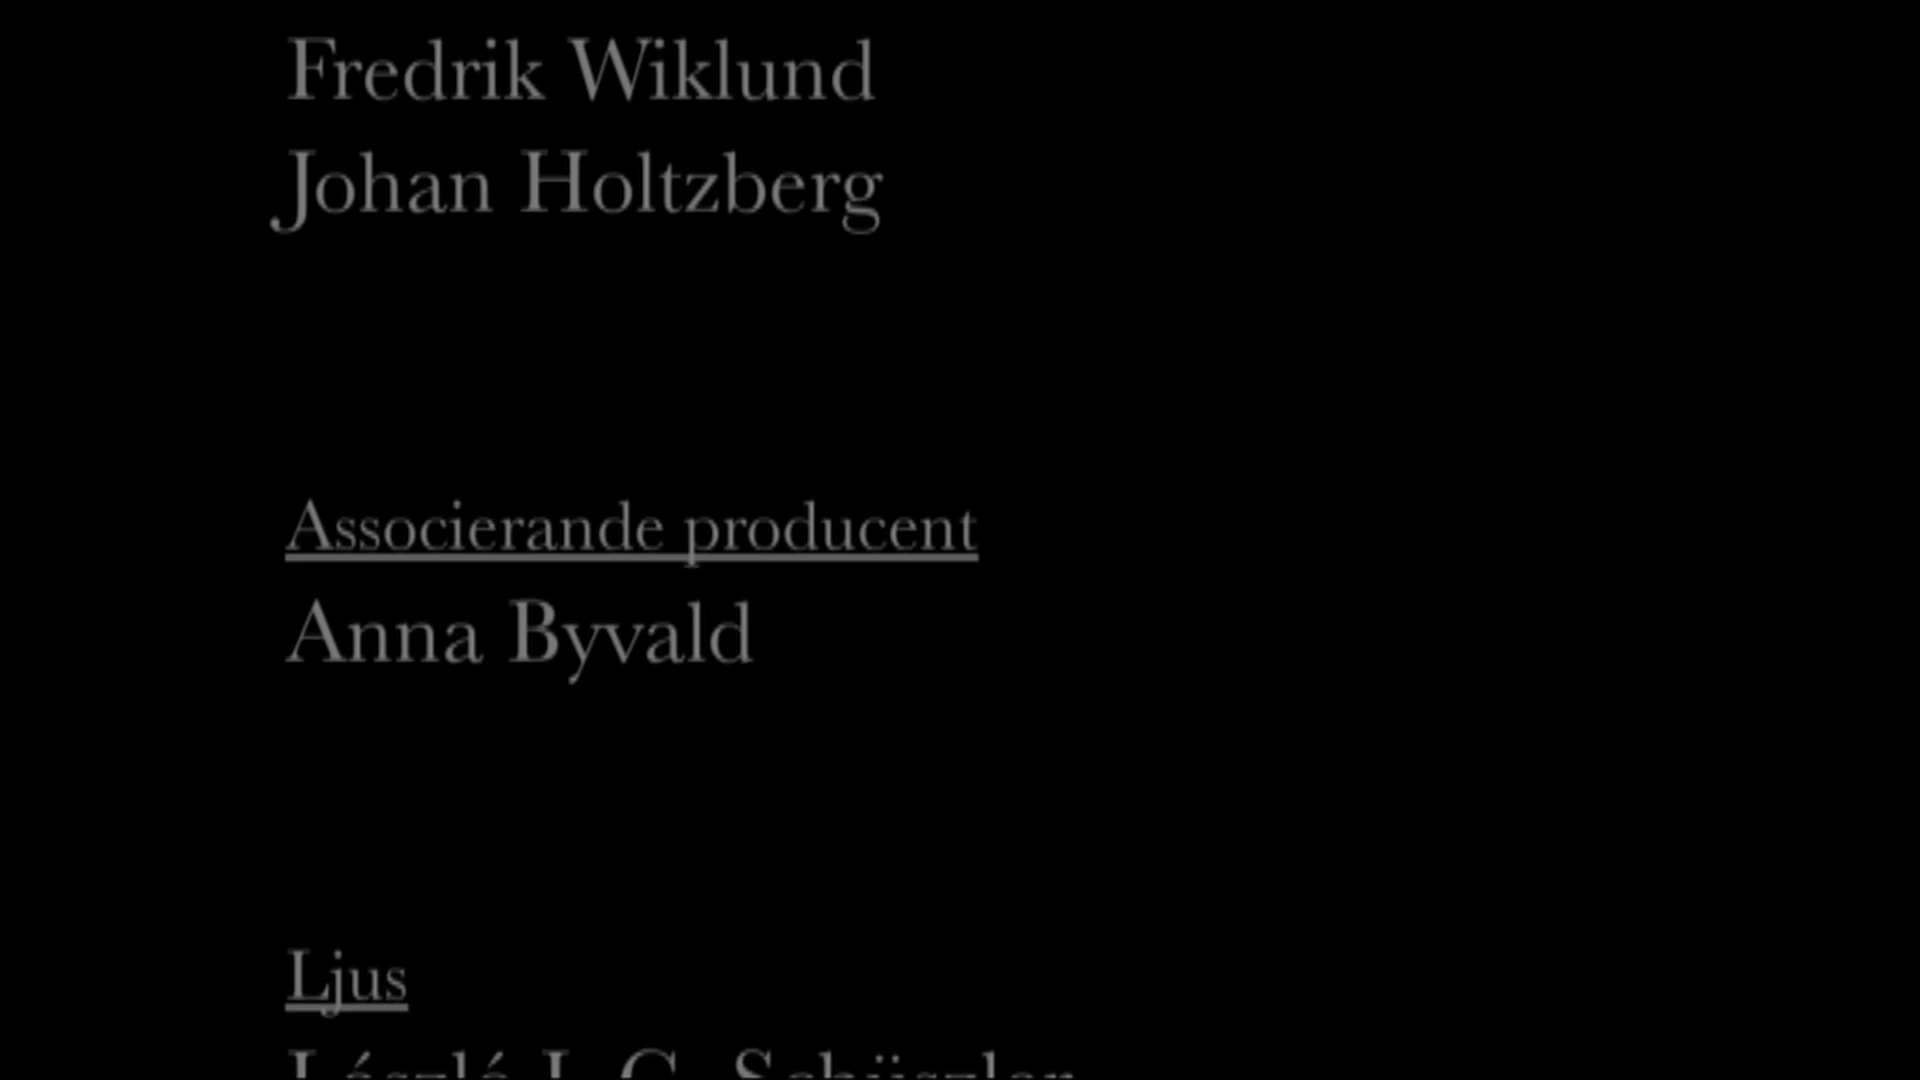 Fredrik Wiklund
Johan Holtzberg
Associerande producent
Anna Byvald
Ljus